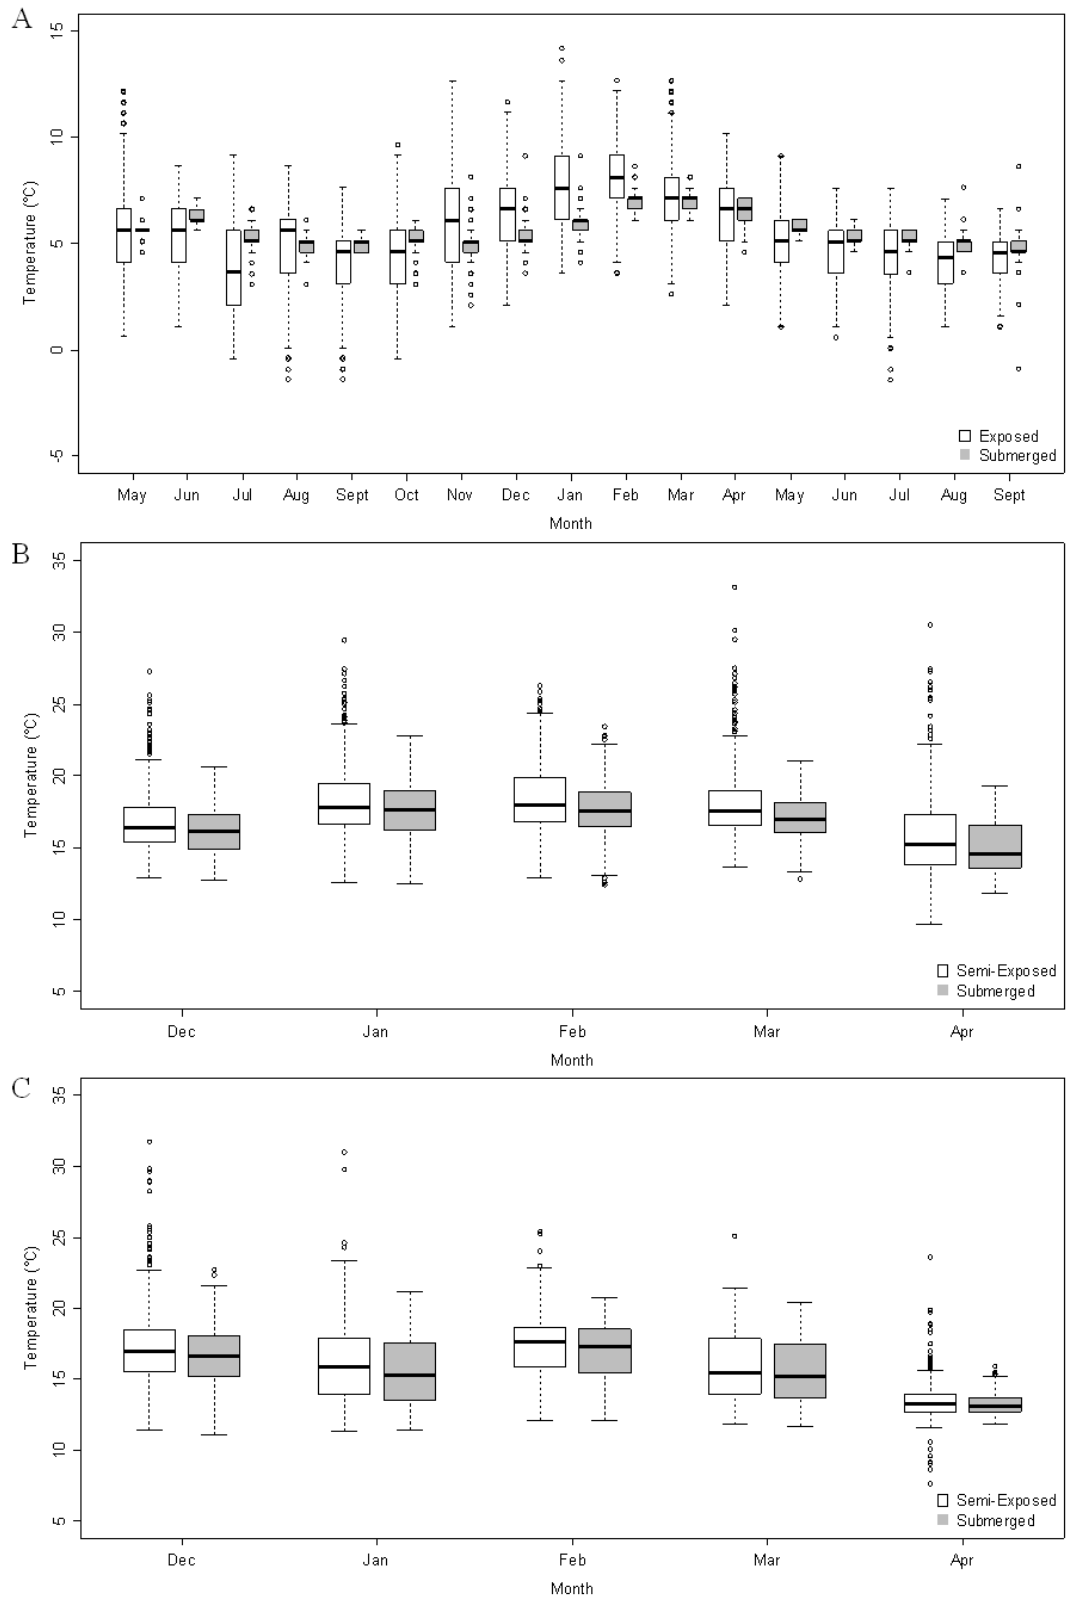 A
15
10
5
0
-5
Temperature (°C)
Exposed
Submerged
May Jun Jul Aug Sept Oct Nov Dec Jan Feb Mar Apr May Jun Jul Aug Sept
Month
B
35
30
25
20
15
10
5
Temperature (°C)
Semi-Exposed
Submerged
Dec Jan Feb Mar Apr
Month
C
35
30
25
20
15
10
5
Temperature (°C)
Semi-Exposed
Submerged
Dec Jan Feb Mar Apr
Month